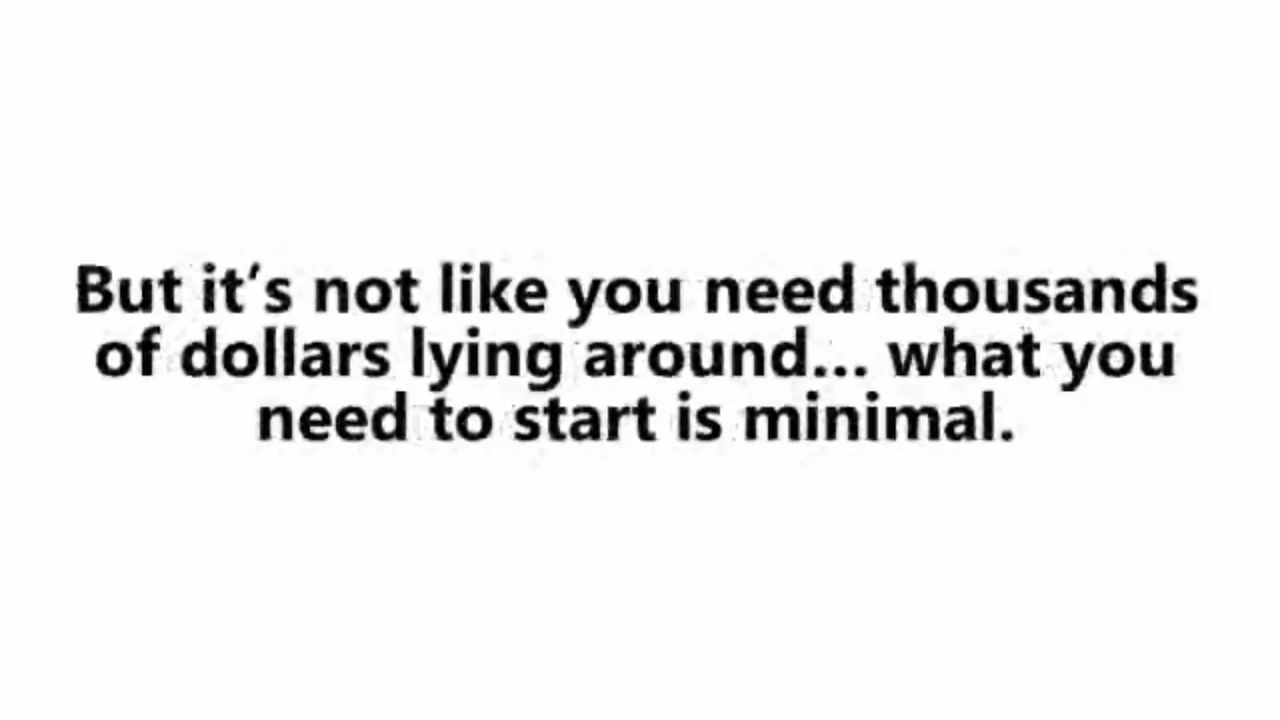 But it's not like you need thousands
of dollars lying around... what you
need to start is minimal.